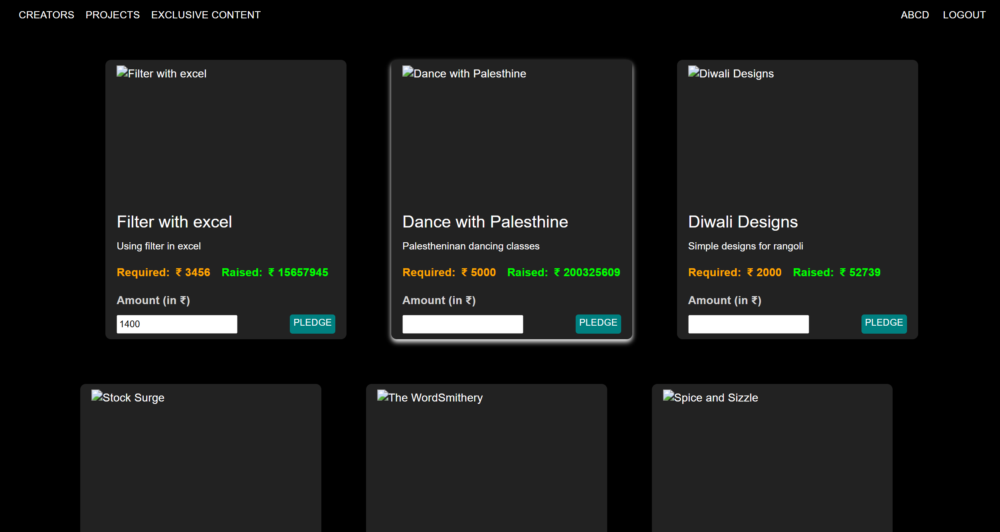 CREATORS PROJECTS EXCLUSIVE CONTENT ABCD LOGOUT
Filter with excel
Filter with excel
Using filter in excel
Required: ₹ 3456 Raised: ₹ 15657945
Amount (in ₹)
1400 PLEDGE
Dance with Palesthine
Dance with Palesthine
Palestheninan dancing classes
Required: ₹ 5000 Raised: ₹ 200325609
Amount (in ₹)
PLEDGE
Diwali Designs
Diwali Designs
Simple designs for rangoli
Required: ₹ 2000 Raised: ₹ 52739
Amount (in ₹)
PLEDGE
Stock Surge
The WordSmithery
Spice and Sizzle